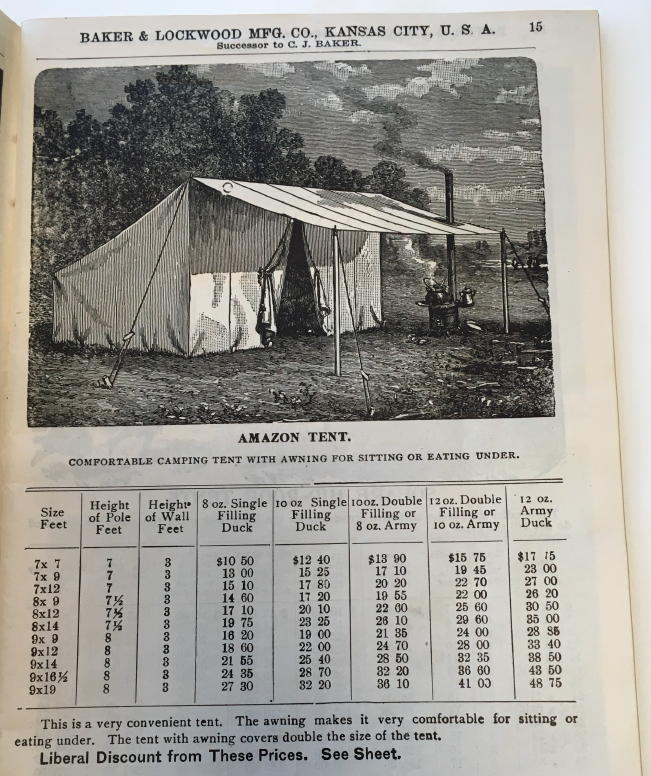 BAKER & LOCKWOOD MFG. CO., KANSAS CITY, U. S. A. 15
Successor to C. J. BAKER.
AMAZON TENT.
COMFORTABLE CAMPING TENT WITH AWNING FOR SITTING OR EATING UNDER.
Size Feet | Height of Pole Feet | Height of Wall Feet | 8 oz. Single Filling Duck | 10 oz. Single Filling Duck | 10oz. Double Filling or 8 oz. Army | 12 oz. Double Filling or 10 oz. Army | 12 oz. Army Duck
7x 7 7 3 $10 50 $12 40 $13 90 $15 75 $17 15
7x 9 7 3 13 00 15 25 17 10 19 45 23 00
7x12 7 3 15 10 17 80 20 20 22 70 27 00
8x 9 7½ 3 14 60 17 20 19 55 22 00 26 20
8x12 7½ 3 17 10 20 10 22 60 25 60 30 50
8x14 7½ 3 19 75 23 25 26 10 29 60 35 00
9x 9 8 3 16 20 19 00 21 35 24 00 28 85
9x12 8 3 18 60 22 00 24 70 28 00 33 40
9x14 8 3 21 55 25 40 28 50 32 35 38 50
9x16½ 8 3 24 35 28 70 32 20 36 60 43 50
9x19 8 3 27 30 32 20 36 10 41 00 48 75
This is a very convenient tent. The awning makes it very comfortable for sitting or
eating under. The tent with awning covers double the size of the tent.
Liberal Discount from These Prices. See Sheet.